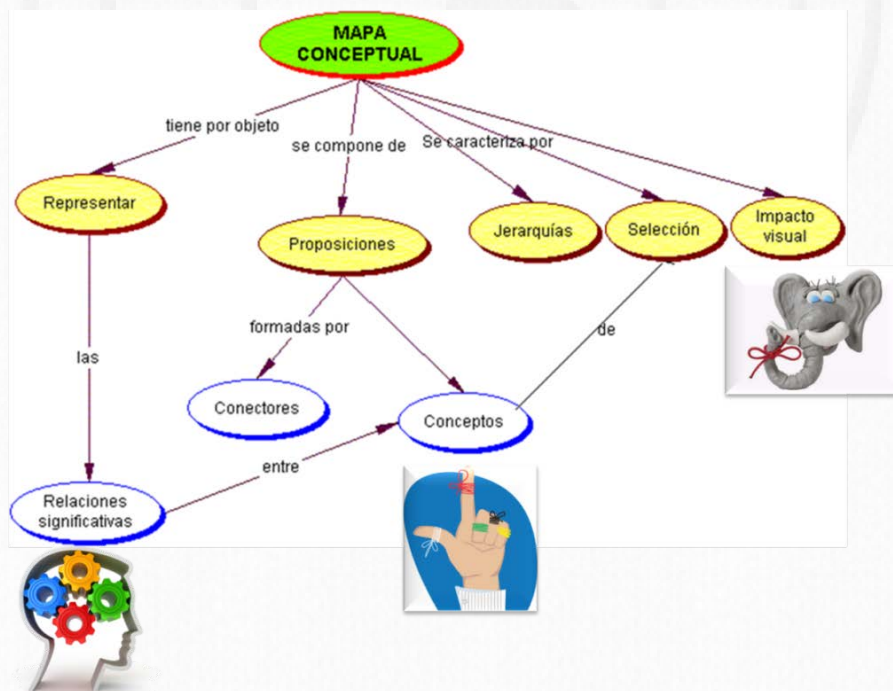 MAPA
CONCEPTUAL
tiene por objeto
se compone de
Se caracteriza por
Representar
Proposiciones
Jerarquías
Selección
Impacto
visual
formadas por
de
las
Conectores
Conceptos
entre
Relaciones
significativas